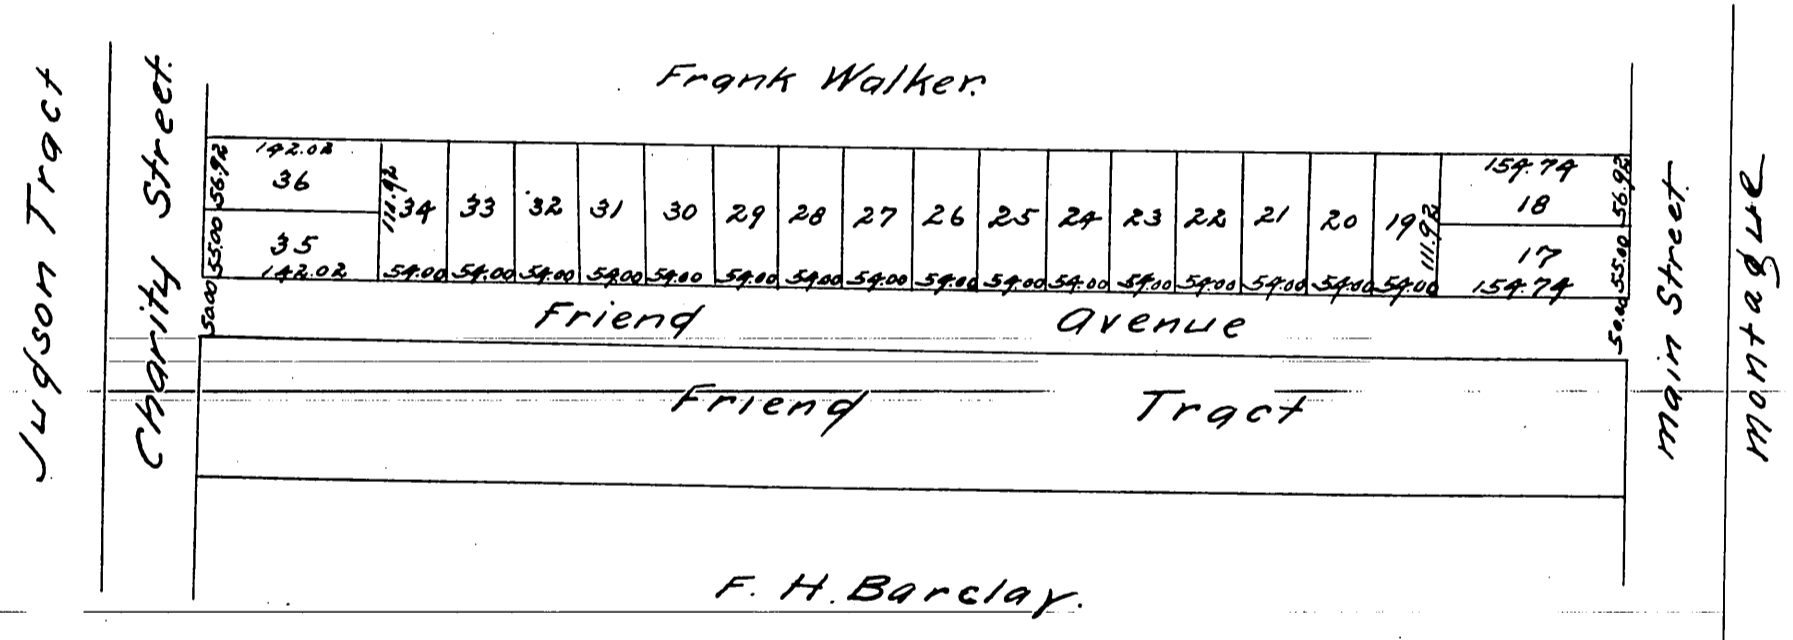 Frank Walker.
Judson Tract
Charity Street.
142.02
36
56.92
35
55.00
142.02
50.00
111.92
34 33 32 31 30 29 28 27 26 25 24 23 22 21 20 19
111.92
54.00 54.00 54.00 54.00 54.00 54.00 54.00 54.00 54.00 54.00 54.00 54.00 54.00 54.00 54.00 54.00
154.74
18
56.92
17
55.00
154.74
50.00
Friend Avenue
Friend Tract
Main Street.
Montague
F. H. Barclay.